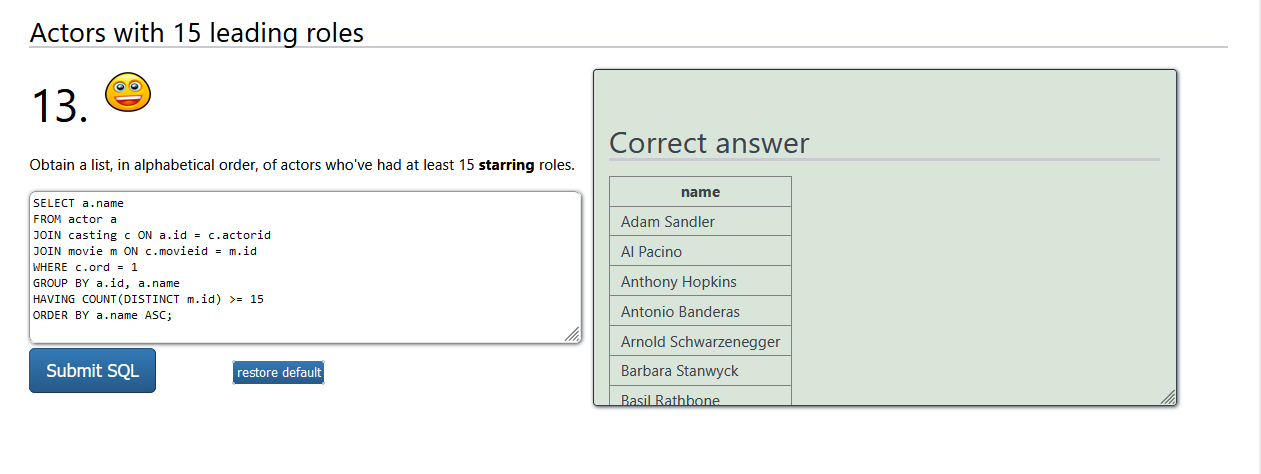 Actors with 15 leading roles
13.
Obtain a list, in alphabetical order, of actors who've had at least 15 starring roles.
SELECT a.name
FROM actor a
JOIN casting c ON a.id = c.actorid
JOIN movie m ON c.movieid = m.id
WHERE c.ord = 1
GROUP BY a.id, a.name
HAVING COUNT(DISTINCT m.id) >= 15
ORDER BY a.name ASC;
Submit SQL
restore default
Correct answer
name
Adam Sandler
Al Pacino
Anthony Hopkins
Antonio Banderas
Arnold Schwarzenegger
Barbara Stanwyck
Basil Rathbone